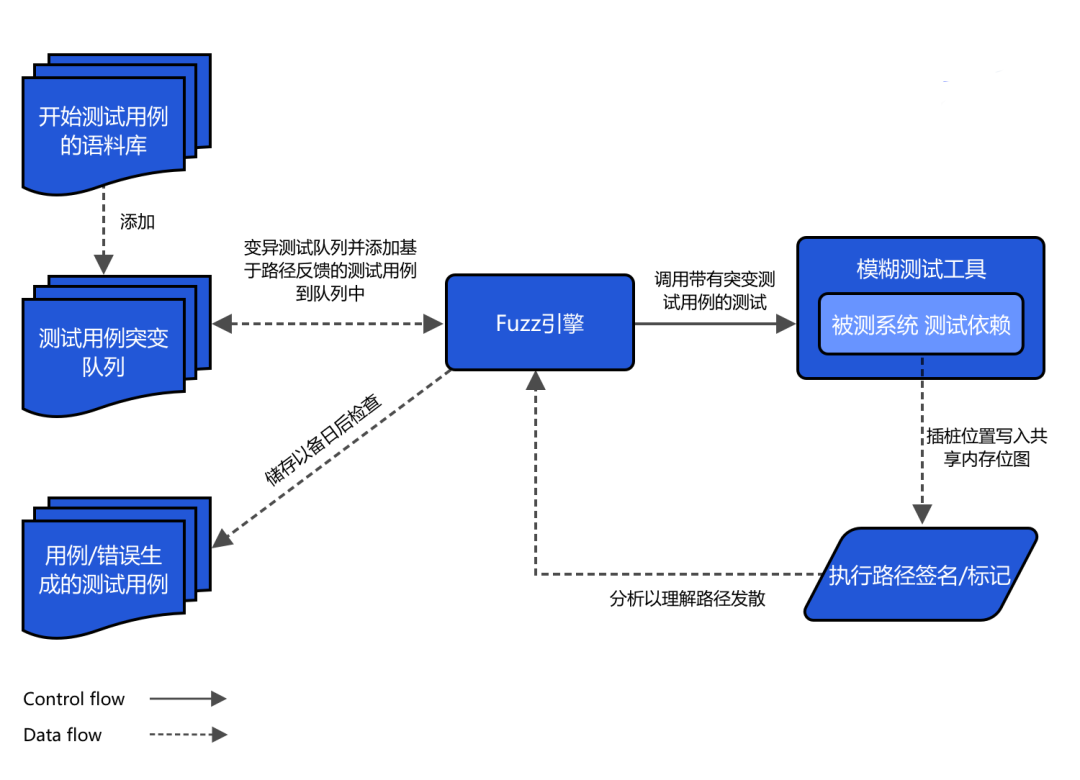 开始测试用例
的语料库
添加
变异测试队列并添加基
于路径反馈的测试用例
到队列中
测试用例突变
队列
Fuzz引擎
调用带有突变测
试用例的测试
模糊测试工具
被测系统 测试依赖
插桩位置写入共
享内存位图
储存以备日后检查
用例/错误生
成的测试用例
执行路径签名/标记
分析以理解路径发散
Control flow
Data flow